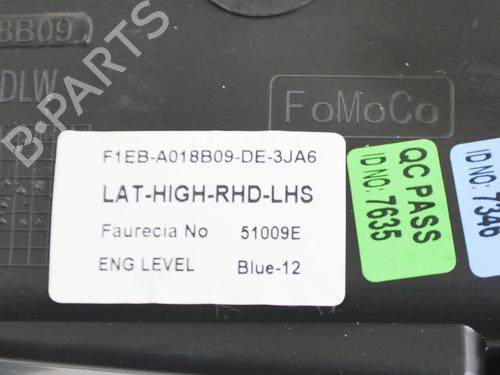 8B09
DLW
FoMoCo
B-Parts
F1EB-A018B09-DE-3JA6
LAT-HIGH-RHD-LHS
Faurecia No 51009E
ENG LEVEL Blue-12
QC PASS
ID NO: 7635
ID NO: 7346